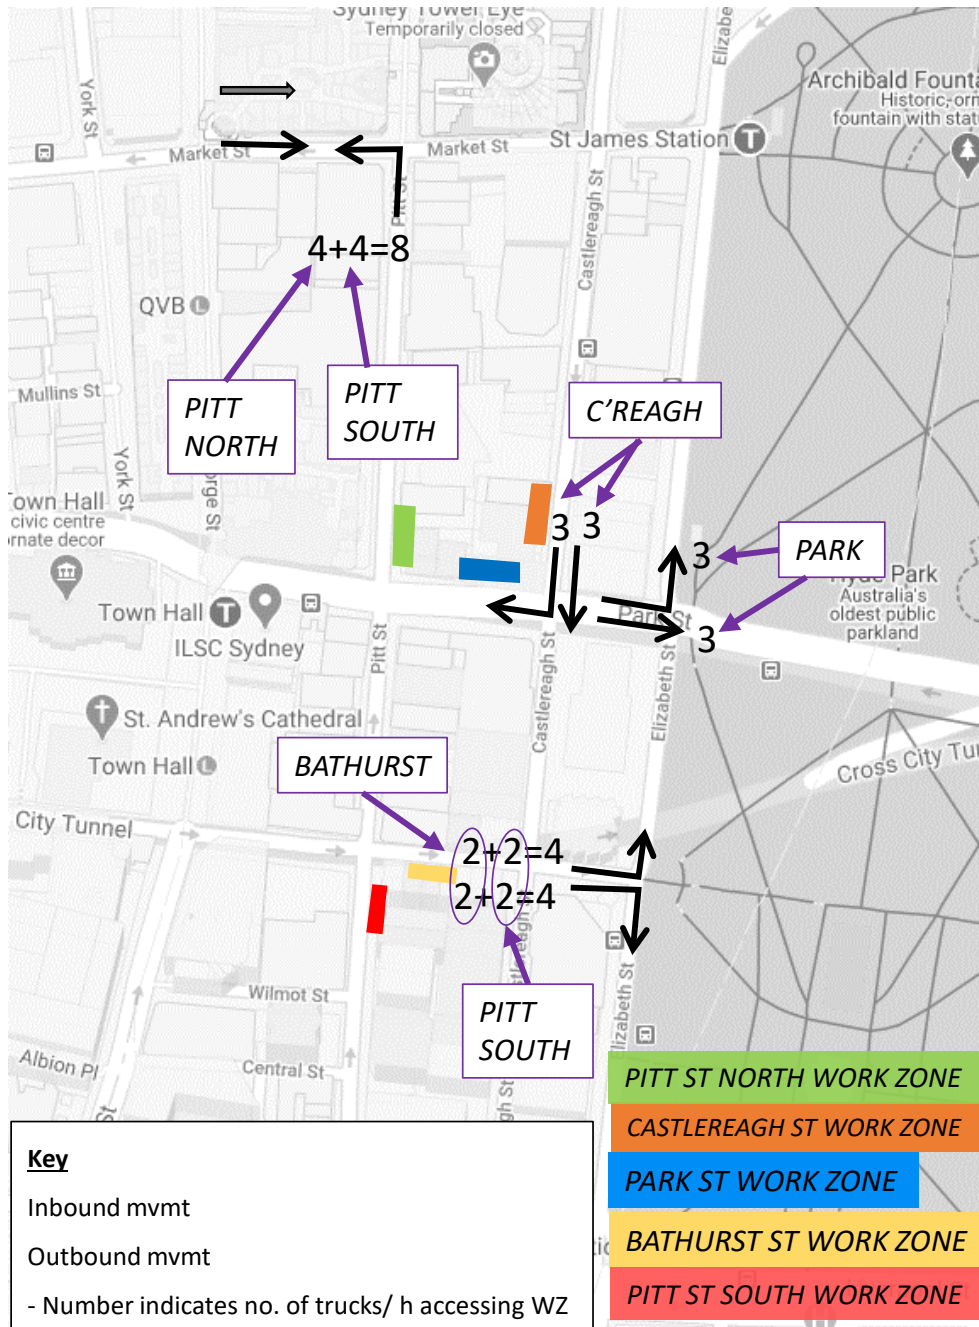 Sydney Tower Eye
Temporarily closed
Elizabeth
York St
Archibald
Historic, orn
fountain with stat
St James Station T
Market St
Market St
Pitt St
Castlereagh St
4+4=8
QVB L
PITT
NORTH
PITT
SOUTH
C'REAGH
Mullins St
York St
Town Hall
civic centre
ornate decor
3 3
3
PARK
Hyde Park
Australia's
oldest public
parkland
Town Hall T
ILSC Sydney
Park St
3
Pitt St
Castlereagh St
Elizabeth St
St. Andrew's Cathedral
Town Hall L
BATHURST
Cross City Tu
City Tunnel
2+2=4
2+2=4
Wilmot St
Elizabeth St
PITT
SOUTH
Albion Pl
Central St
gh St
PITT ST NORTH WORK ZONE
CASTLEREAGH ST WORK ZONE
PARK ST WORK ZONE
BATHURST ST WORK ZONE
PITT ST SOUTH WORK ZONE
Key
Inbound mvmt
Outbound mvmt
- Number indicates no. of trucks/ h accessing WZ